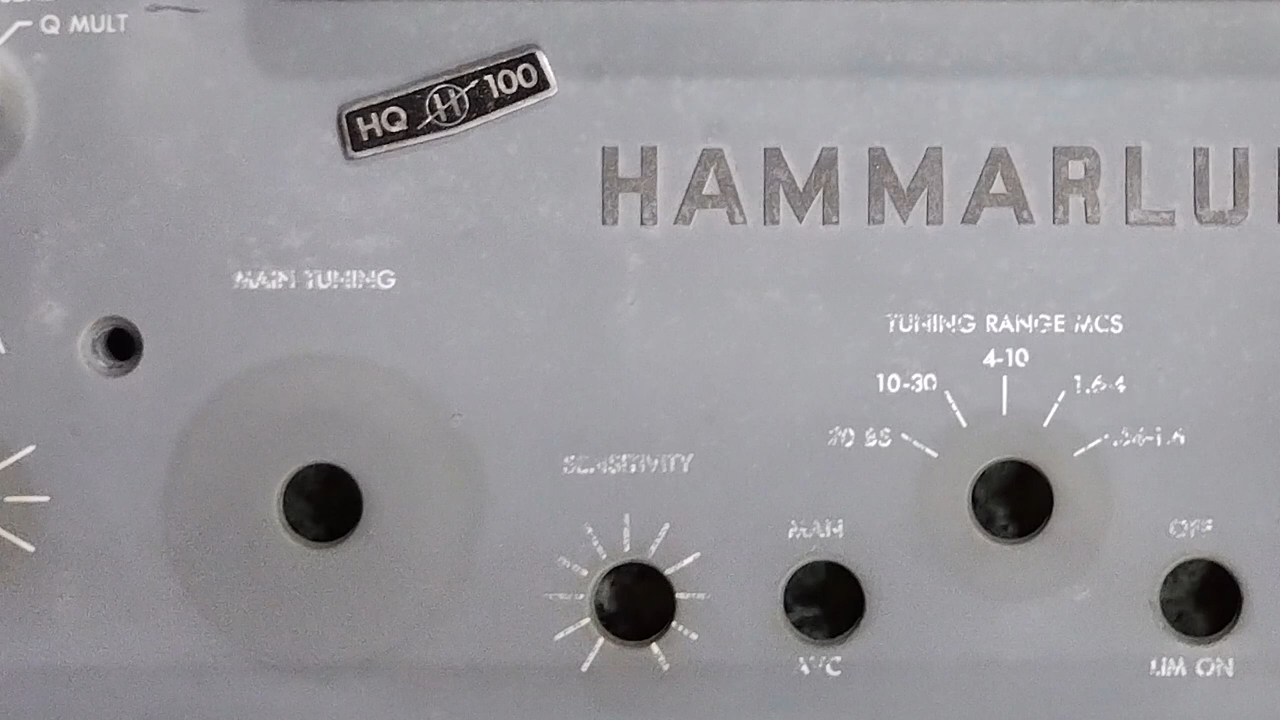 Q MULT
HQ H 100
HAMMARLU
MAIN TUNING
TUNING RANGE MCS
4-10
10-30
1.6-4
SENSITIVITY
MAN
OFF
AVC
LIM ON